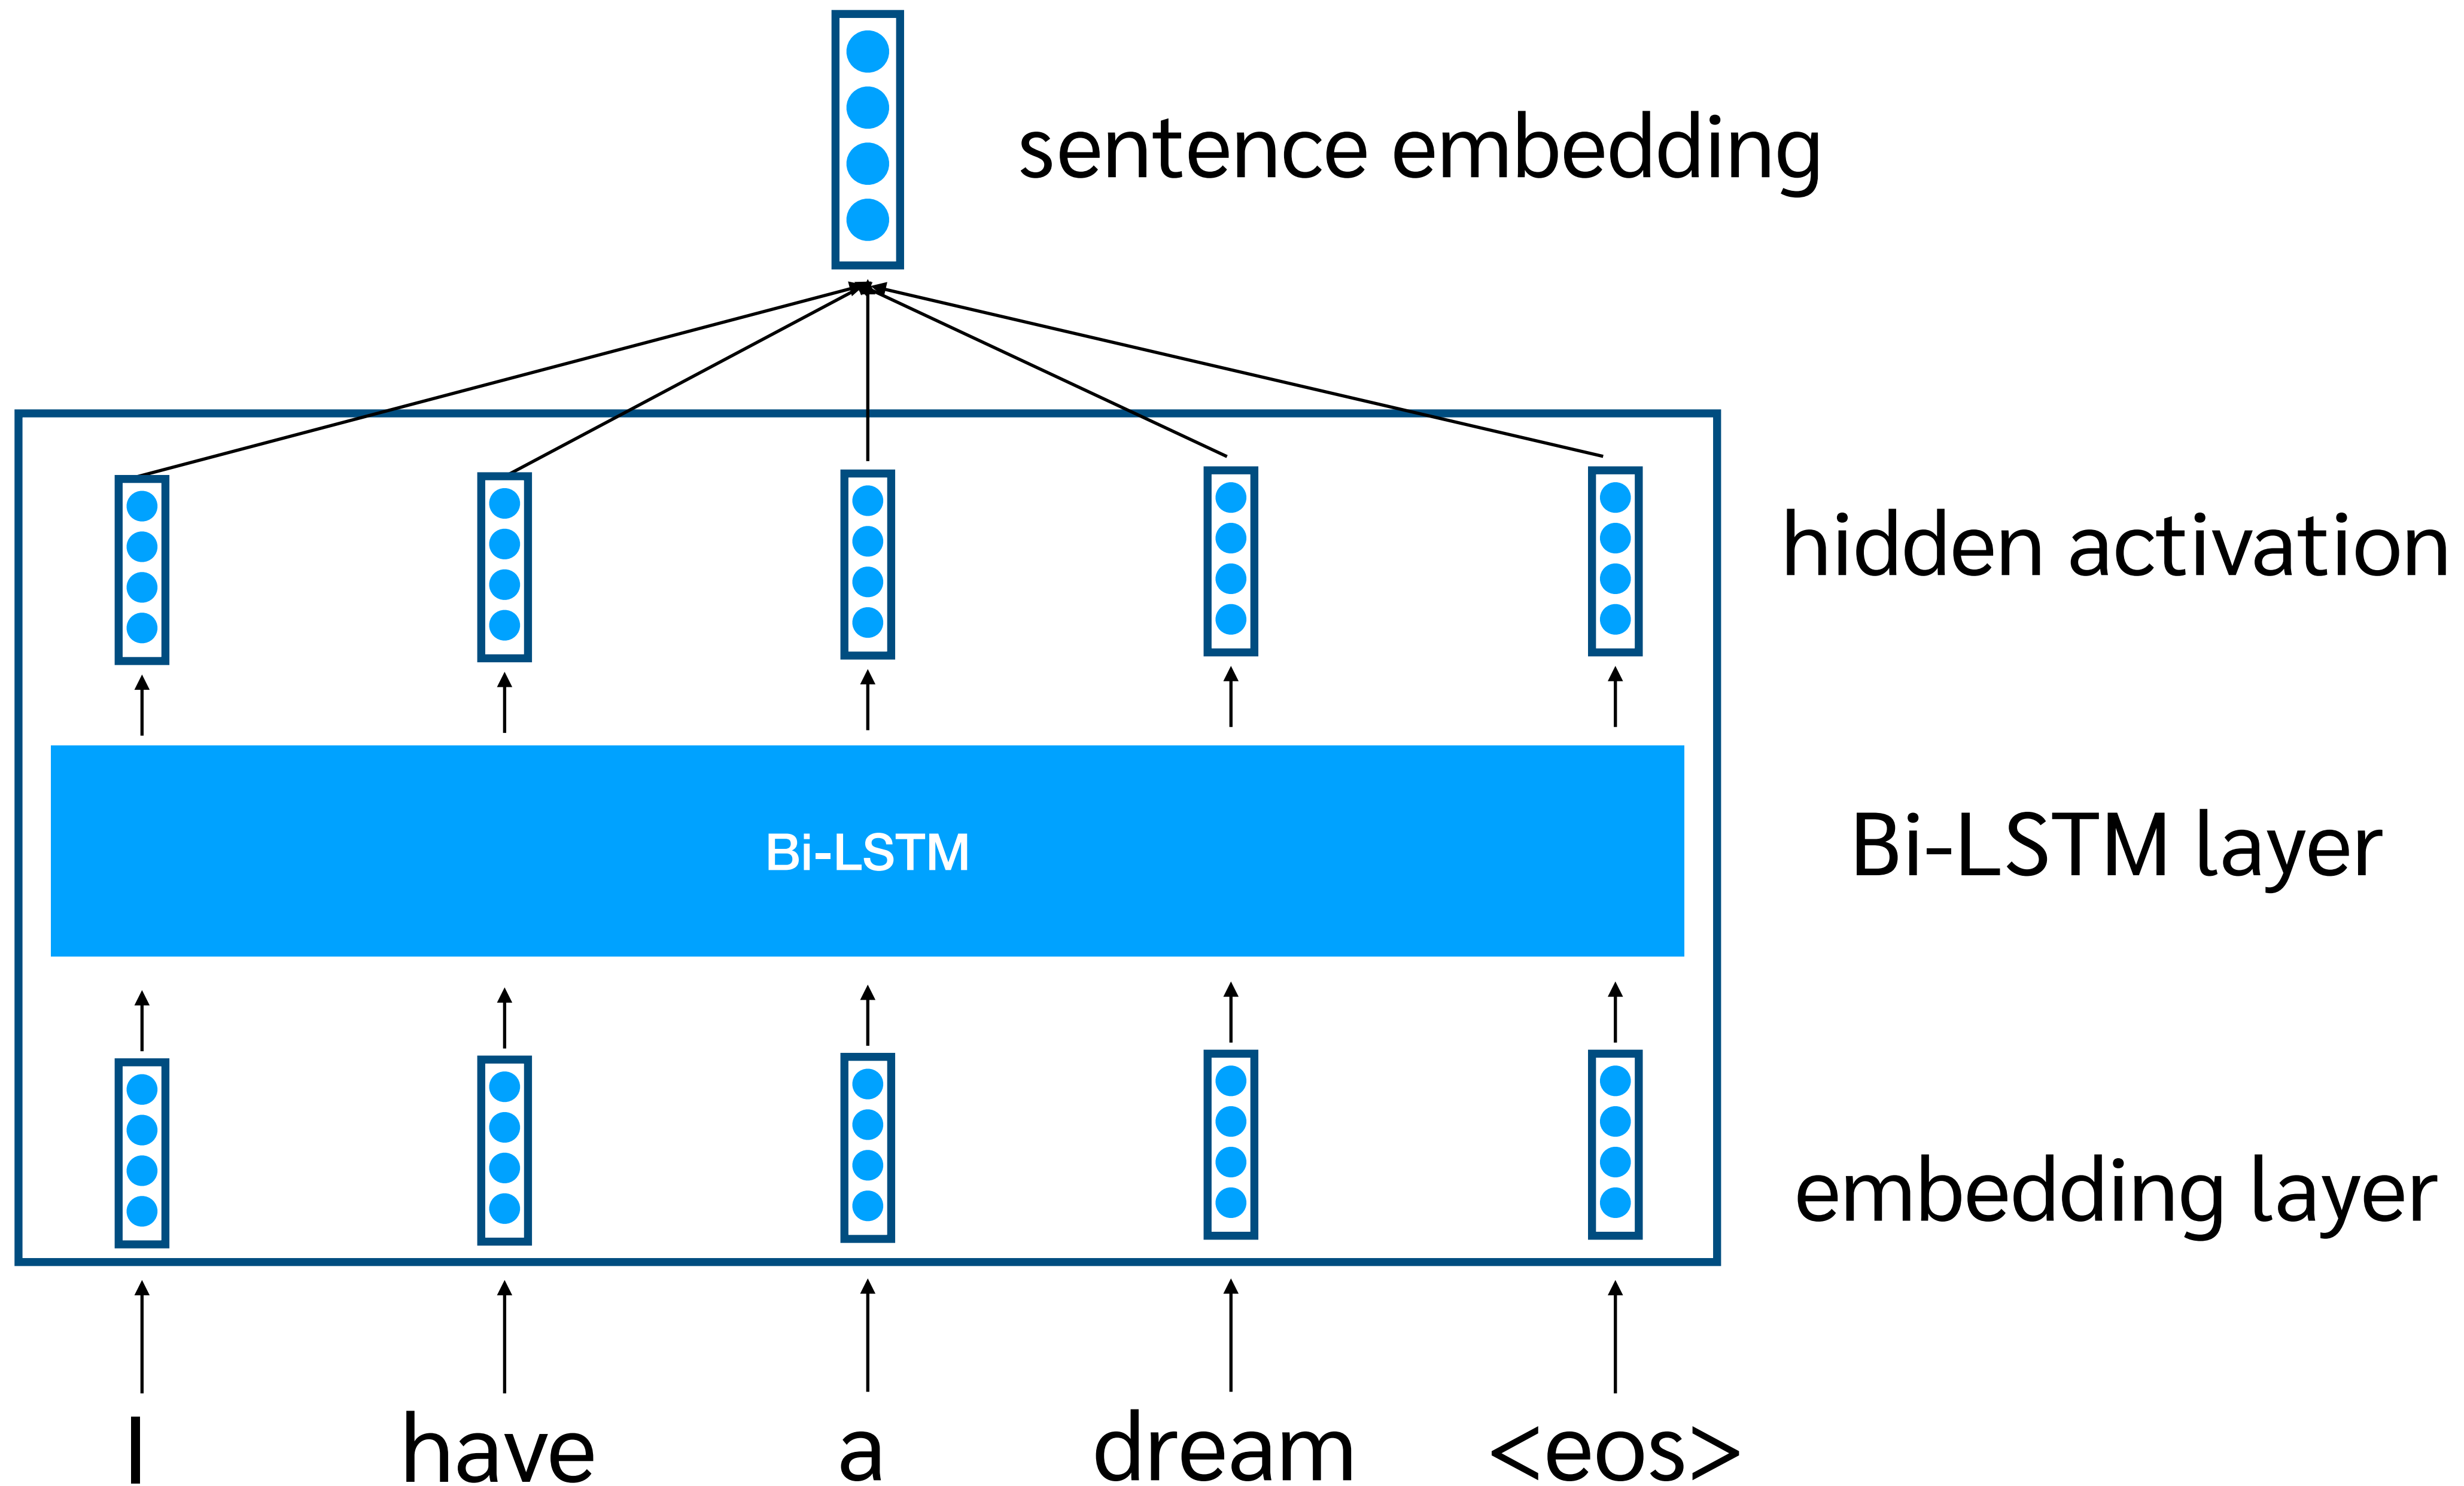 sentence embedding
hidden activation
Bi-LSTM
Bi-LSTM layer
embedding layer
I have a dream <eos>